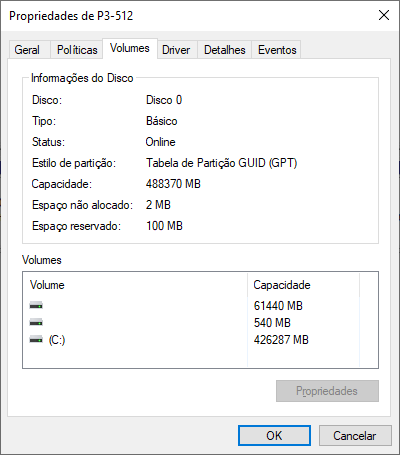 Propriedades de P3-512
Geral Políticas Volumes Driver Detalhes Eventos
Informações do Disco
Disco: Disco 0
Tipo: Básico
Status: Online
Estilo de partição: Tabela de Partição GUID (GPT)
Capacidade: 488370 MB
Espaço não alocado: 2 MB
Espaço reservado: 100 MB
Volumes
Volume Capacidade
61440 MB
540 MB
(C:) 426287 MB
Propriedades
OK Cancelar